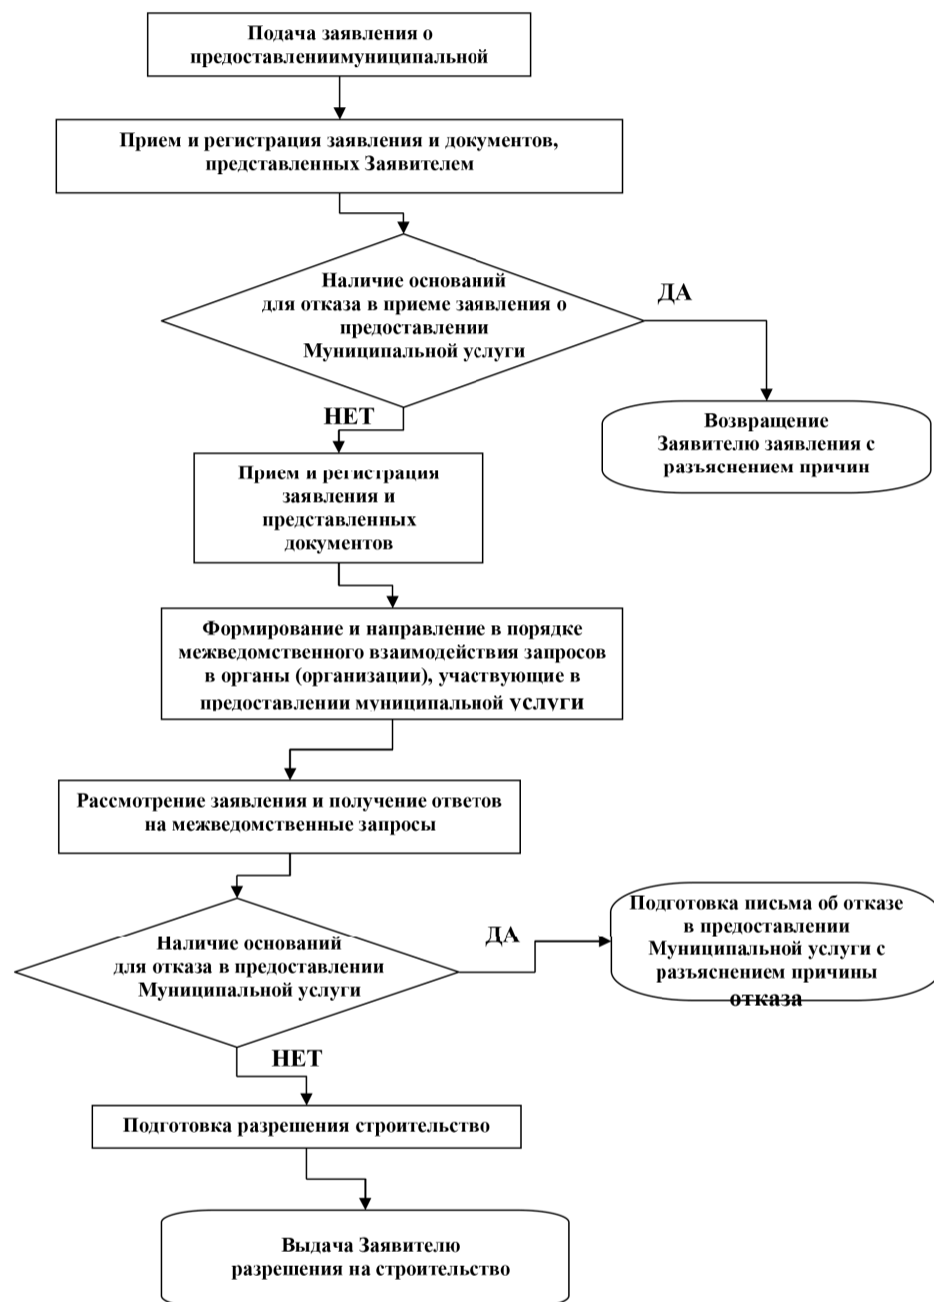 Подача заявления о
предоставлениимуниципальной
Прием и регистрация заявления и документов,
представленных Заявителем
Наличие оснований
для отказа в приеме заявления о
предоставлении
Муниципальной услуги
ДА
НЕТ
Возвращение
Заявителю заявления с
разъяснением причин
Прием и регистрация
заявления и
представленных
документов
Формирование и направление в порядке
межведомственного взаимодействия запросов
в органы (организации), участвующие в
предоставлении муниципальной услуги
Рассмотрение заявления и получение ответов
на межведомственные запросы
Наличие оснований
для отказа в предоставлении
Муниципальной услуги
ДА
Подготовка письма об отказе
в предоставлении
Муниципальной услуги с
разъяснением причины
отказа
НЕТ
Подготовка разрешения строительство
Выдача Заявителю
разрешения на строительство